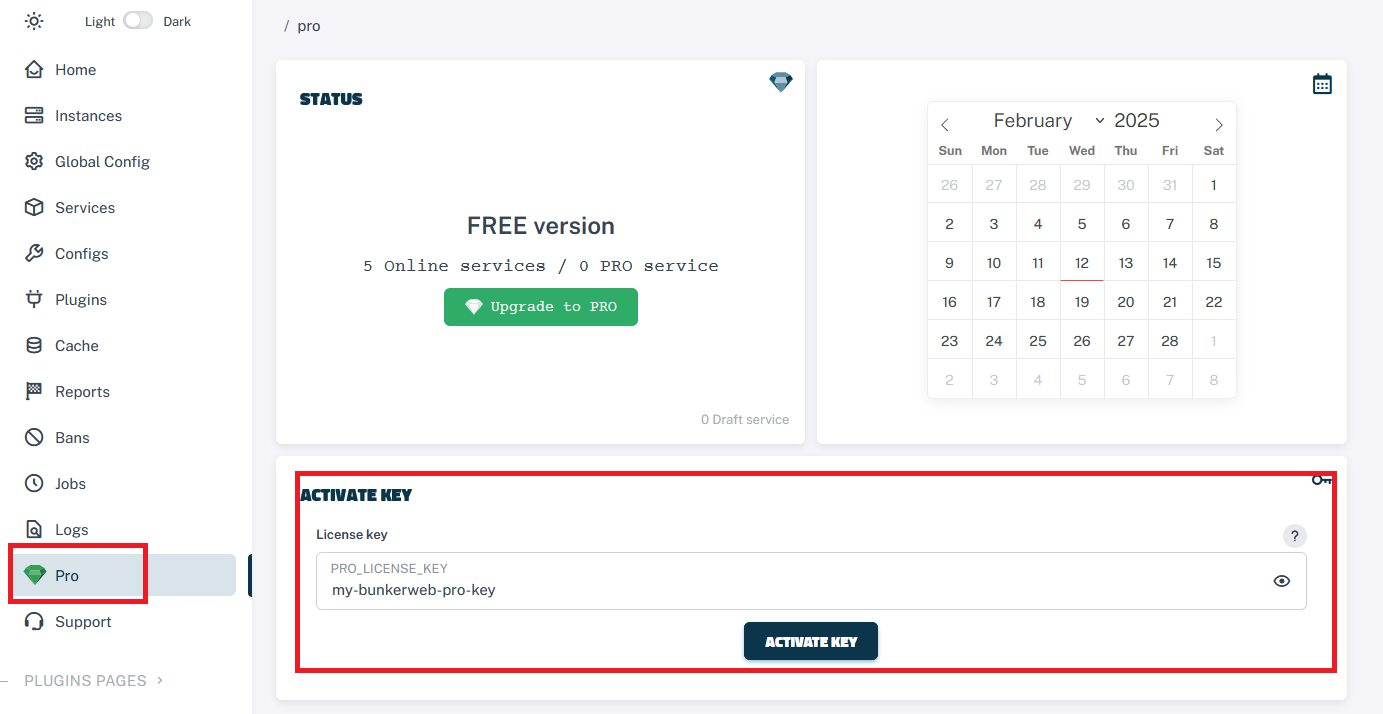 Light Dark
Home
Instances
Global Config
Services
Configs
Plugins
Cache
Reports
Bans
Jobs
Logs
Pro
Support
PLUGINS PAGES
/ pro
STATUS
FREE version
5 Online services / 0 PRO service
Upgrade to PRO
0 Draft service
February 2025
Sun Mon Tue Wed Thu Fri Sat
26 27 28 29 30 31 1
2 3 4 5 6 7 8
9 10 11 12 13 14 15
16 17 18 19 20 21 22
23 24 25 26 27 28 1
2 3 4 5 6 7 8
ACTIVATE KEY
License key
?
PRO_LICENSE_KEY
my-bunkerweb-pro-key
ACTIVATE KEY